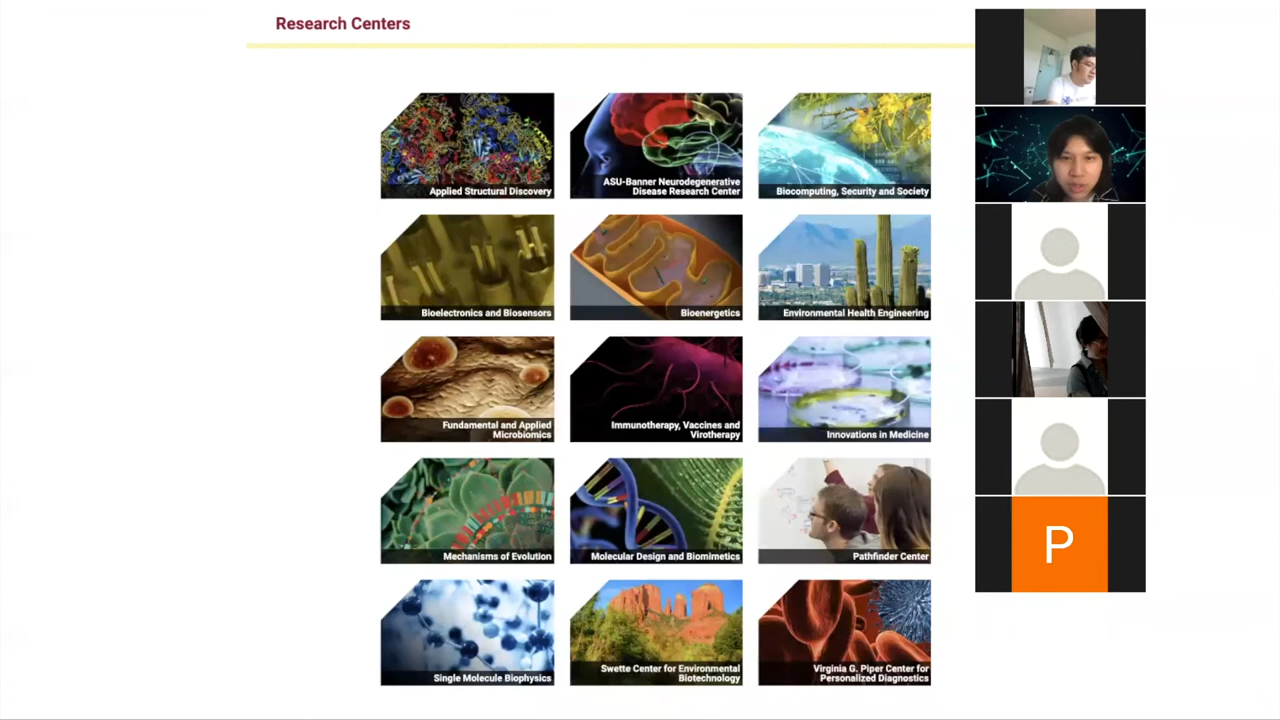 Research Centers
Applied Structural Discovery
ASU-Banner Neurodegenerative
Disease Research Center
Biocomputing, Security and Society
Bioelectronics and Biosensors
Bioenergetics
Environmental Health Engineering
Fundamental and Applied
Microbiomics
Immunotherapy, Vaccines and
Virotherapy
Innovations in Medicine
Mechanisms of Evolution
Molecular Design and Biomimetics
Pathfinder Center
Single Molecule Biophysics
Swette Center for Environmental
Biotechnology
Virginia G. Piper Center for
Personalized Diagnostics
P